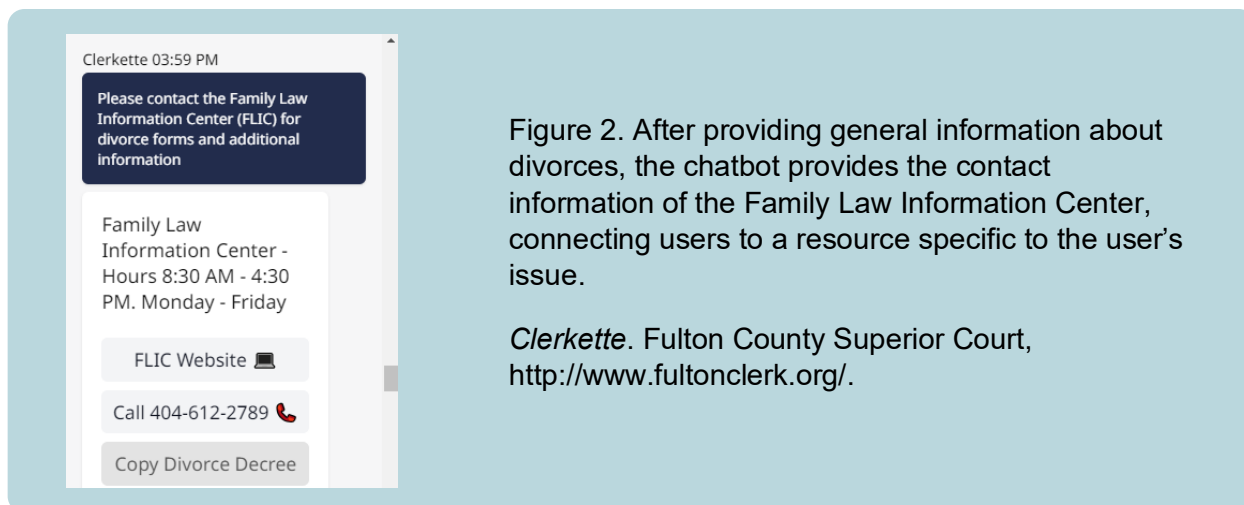 Clerkette 03:59 PM
Please contact the Family Law
Information Center (FLIC) for
divorce forms and additional
information
Family Law
Information Center -
Hours 8:30 AM - 4:30
PM. Monday - Friday
FLIC Website 💻
Call 404-612-2789 📞
Copy Divorce Decree
Figure 2. After providing general information about
divorces, the chatbot provides the contact
information of the Family Law Information Center,
connecting users to a resource specific to the user's
issue.
Clerkette. Fulton County Superior Court,
http://www.fultonclerk.org/.